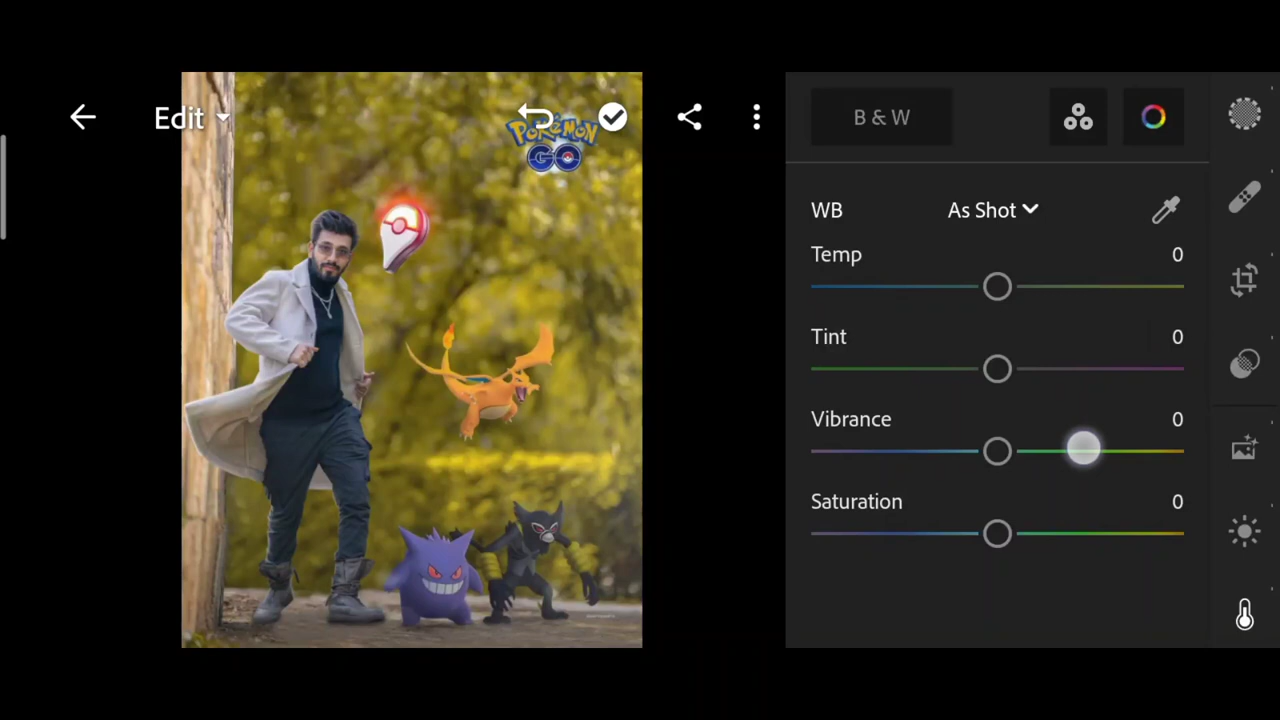 Edit
B & W
POKÉMON
GO
WB
As Shot
Temp
0
Tint
0
Vibrance
0
Saturation
0